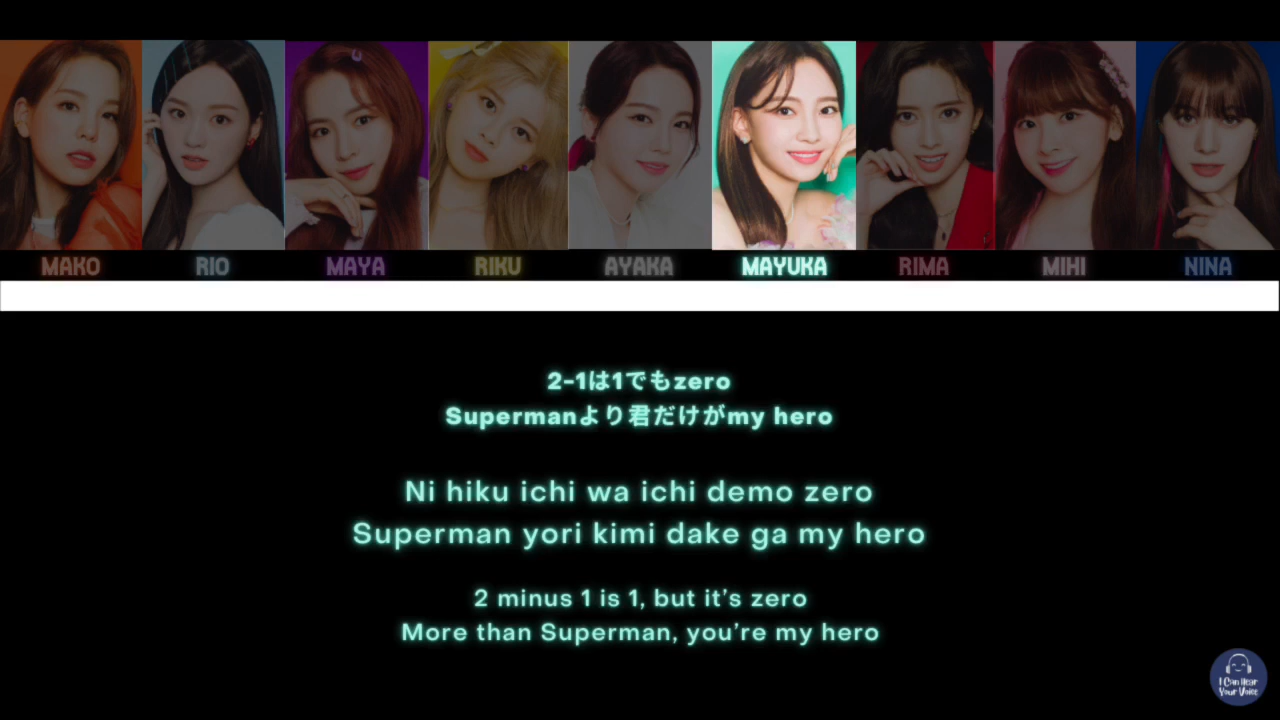 MAKO RIO MAYA RIKU AYAKA MAYUKA RIMA MIHI NINA
2-1は1でもzero
Supermanより君だけがmy hero
Ni hiku ichi wa ichi demo zero
Superman yori kimi dake ga my hero
2 minus 1 is 1, but it's zero
More than Superman, you're my hero
I Can Hear
Your Voice